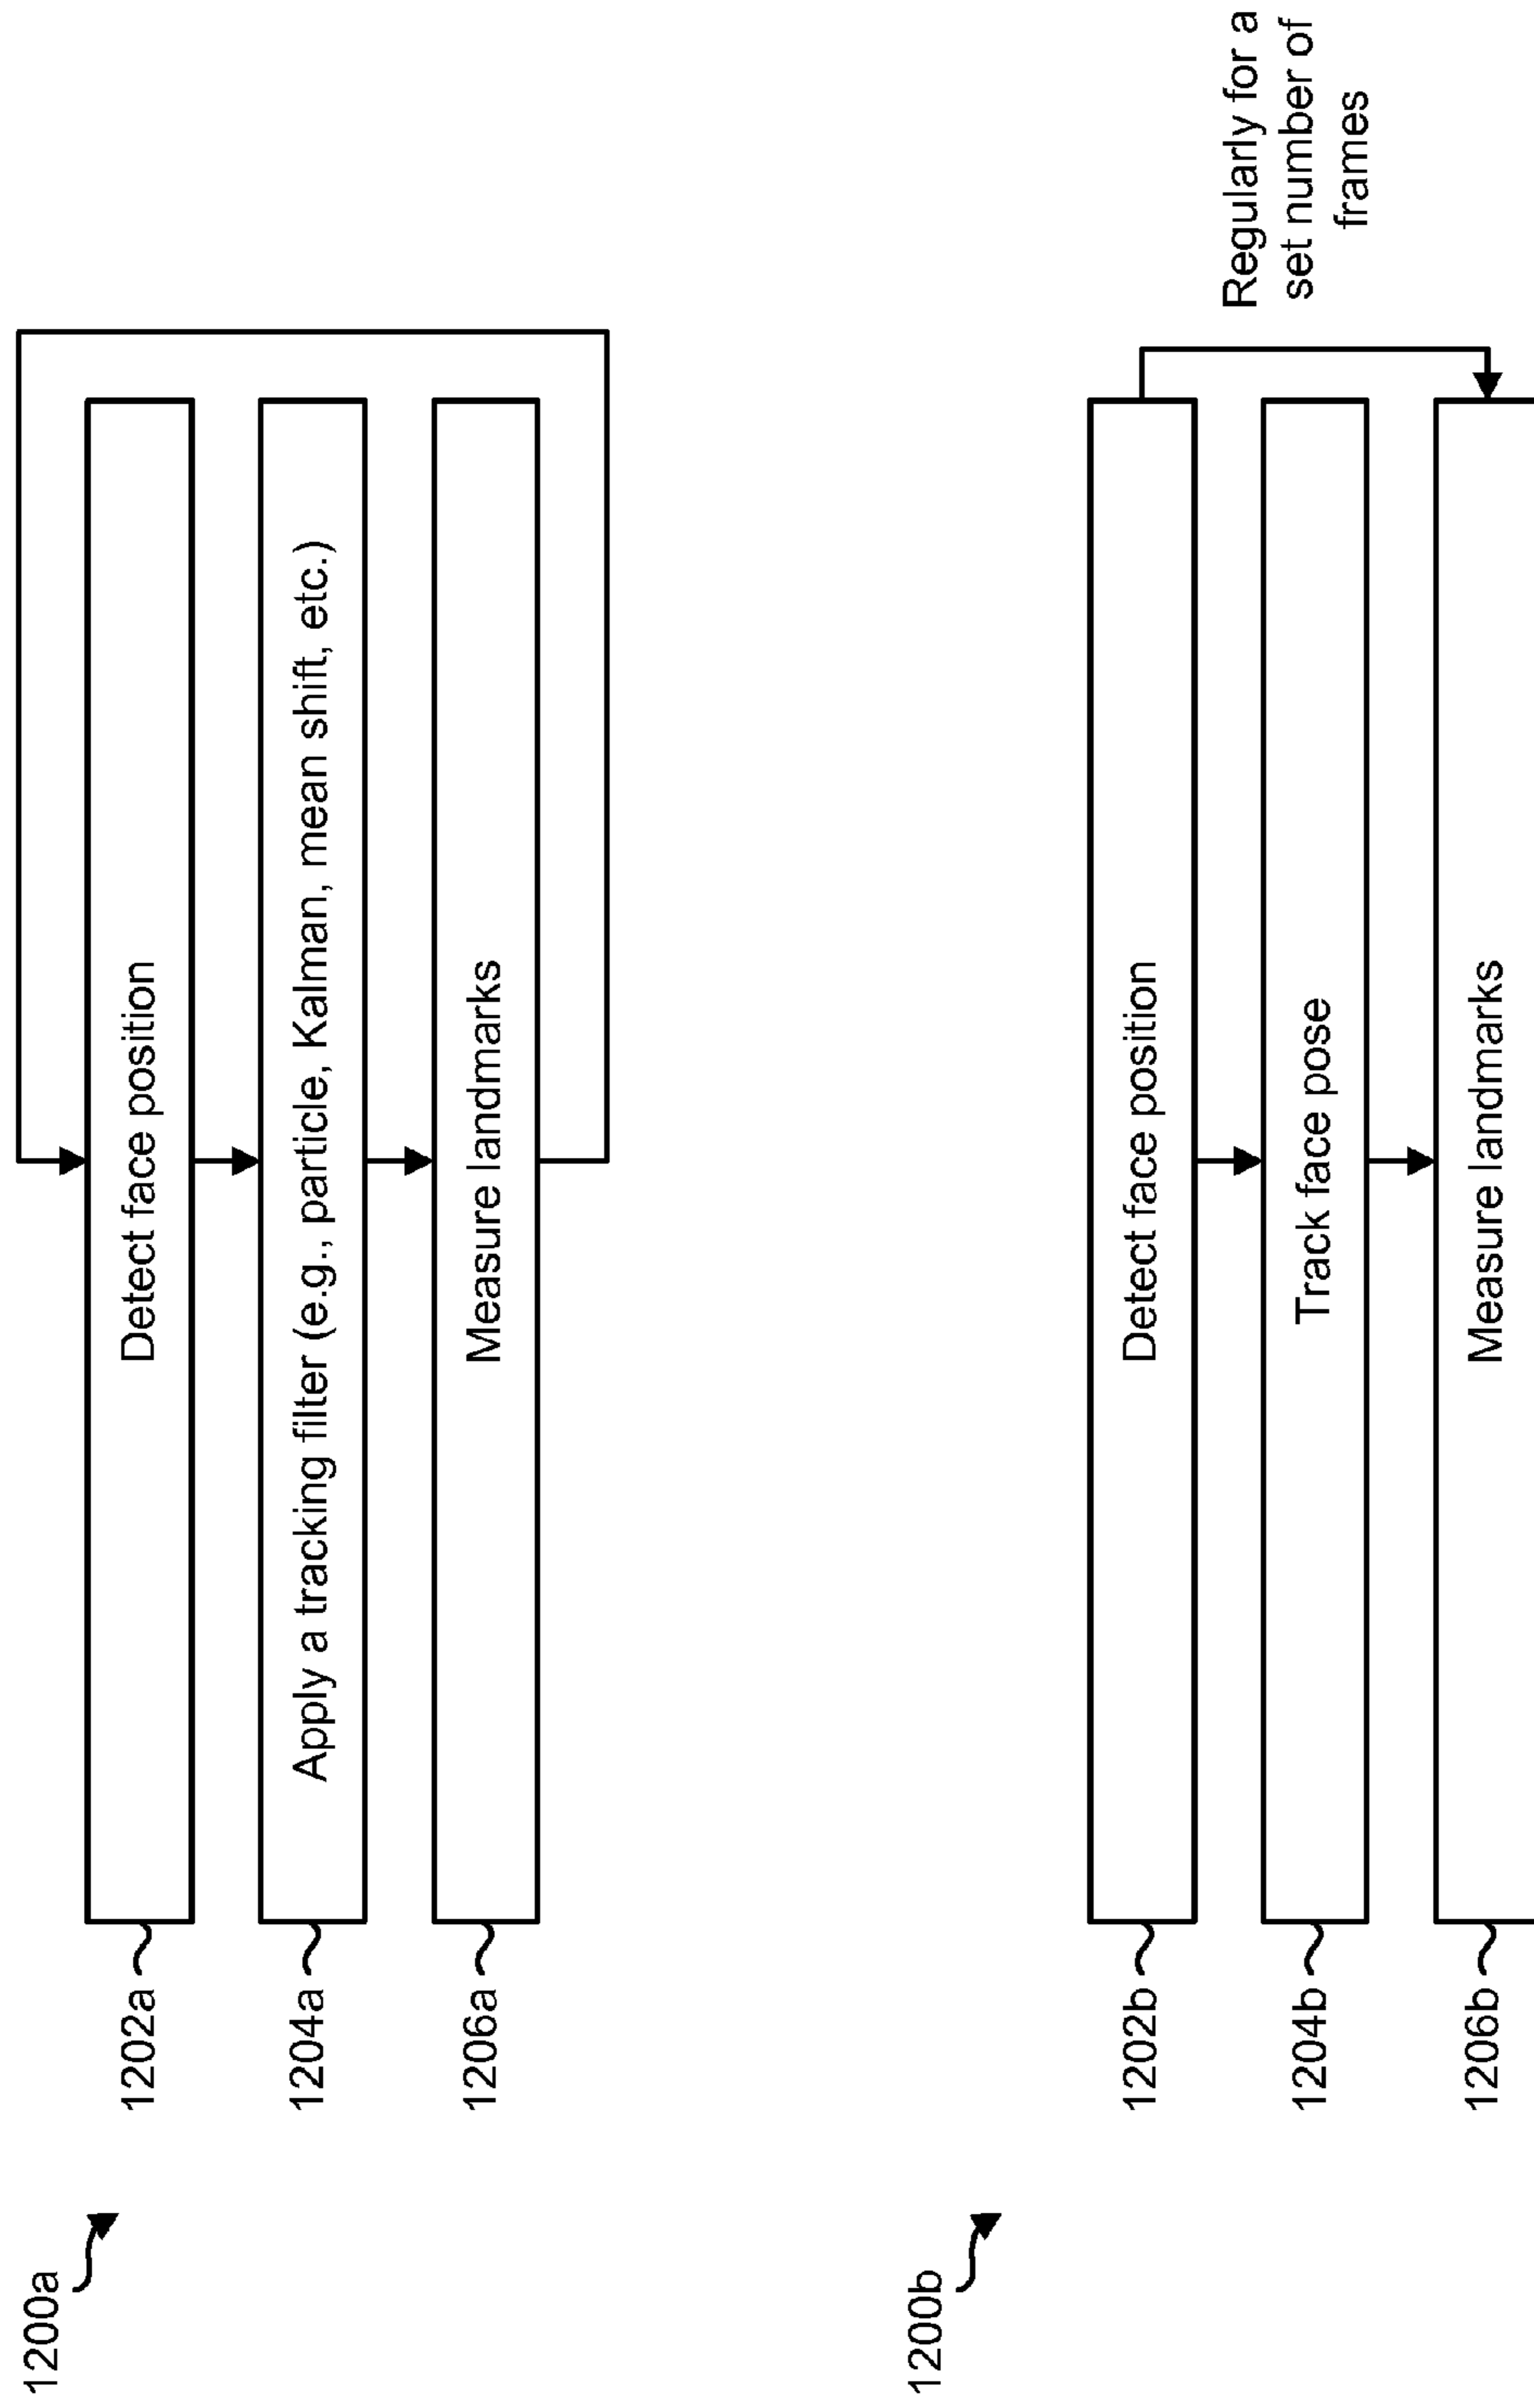 1200a
1202a
Detect face position
1204a
Apply a tracking filter (e.g., particle, Kalman, mean shift, etc.)
1206a
Measure landmarks
1200b
1202b
Detect face position
1204b
Track face pose
1206b
Measure landmarks
Regularly for a
set number of
frames